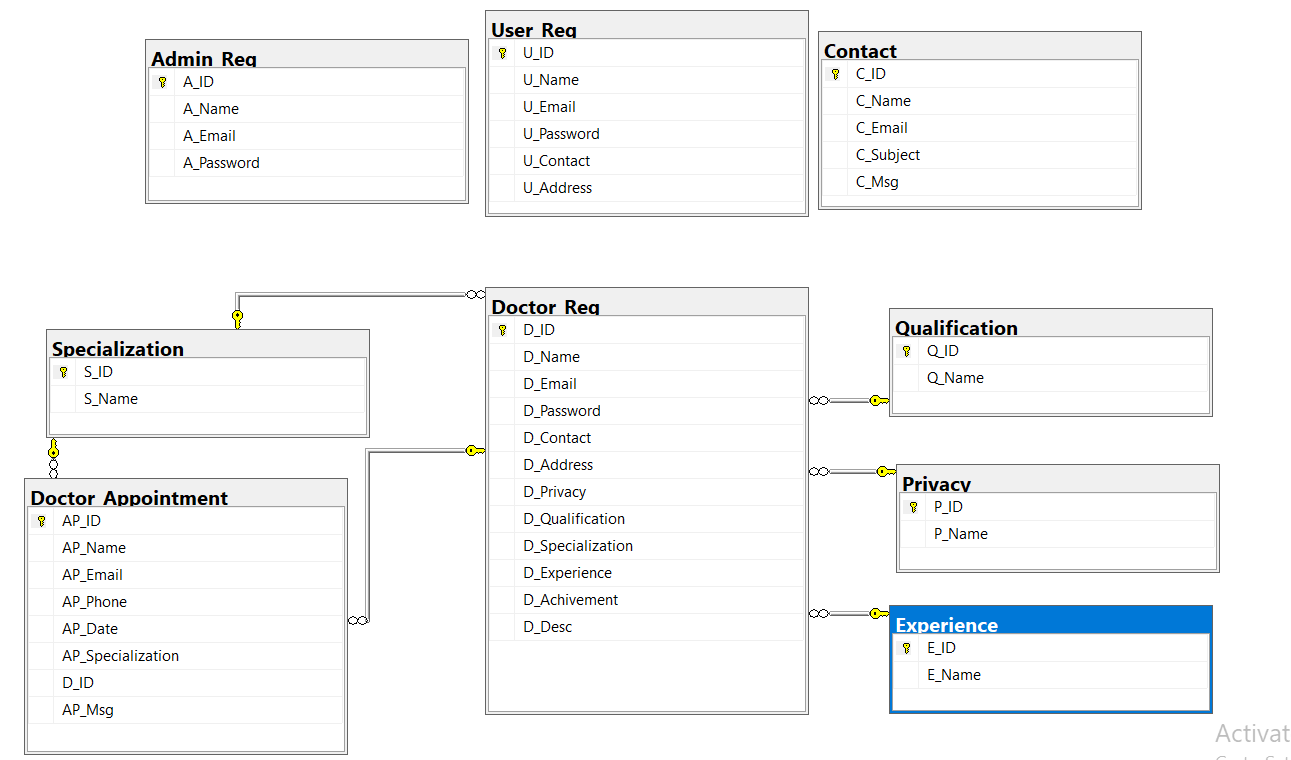 Admin_Reg
A_ID
A_Name
A_Email
A_Password
User_Reg
U_ID
U_Name
U_Email
U_Password
U_Contact
U_Address
Contact
C_ID
C_Name
C_Email
C_Subject
C_Msg
Specialization
S_ID
S_Name
Doctor_Appointment
AP_ID
AP_Name
AP_Email
AP_Phone
AP_Date
AP_Specialization
D_ID
AP_Msg
Doctor_Reg
D_ID
D_Name
D_Email
D_Password
D_Contact
D_Address
D_Privacy
D_Qualification
D_Specialization
D_Experience
D_Achivement
D_Desc
Qualification
Q_ID
Q_Name
Privacy
P_ID
P_Name
Experience
E_ID
E_Name
Activat